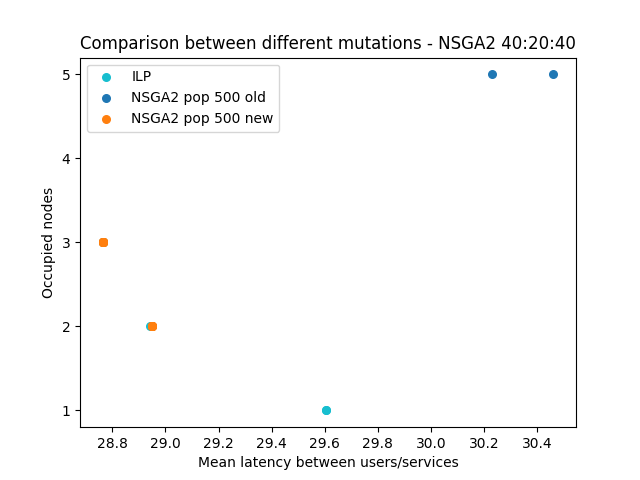 Comparison between different mutations - NSGA2 40:20:40
ILP
NSGA2 pop 500 old
NSGA2 pop 500 new
5
4
3
2
1
Occupied nodes
28.8 29.0 29.2 29.4 29.6 29.8 30.0 30.2 30.4
Mean latency between users/services